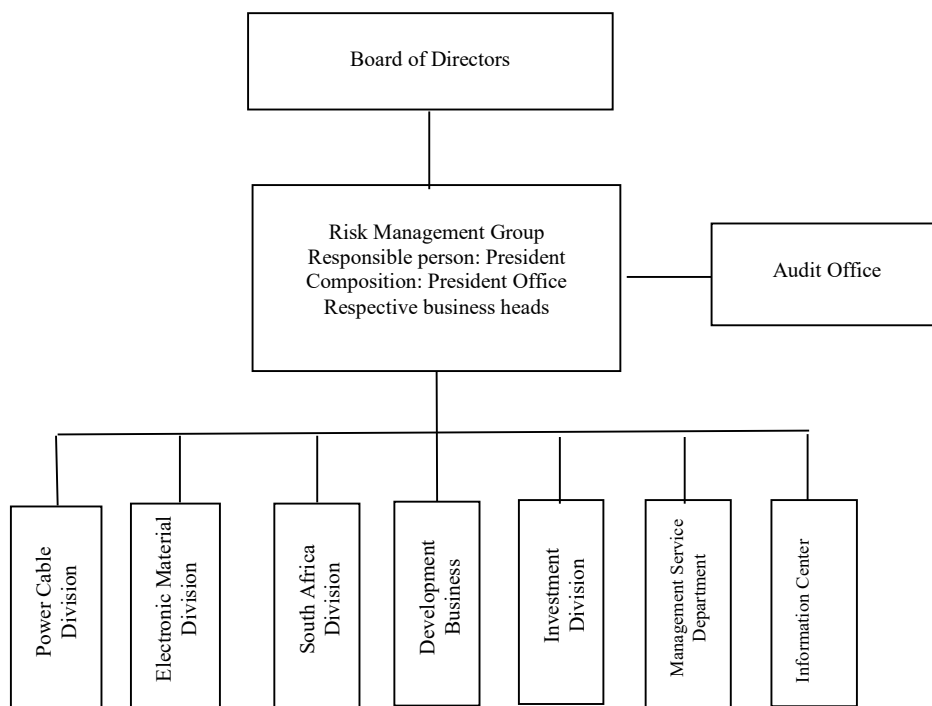 Board of Directors
Risk Management Group
Responsible person: President
Composition: President Office
Respective business heads
Audit Office
Power Cable
Division
Electronic Material
Division
South Africa
Division
Development
Business
Investment
Division
Management Service
Department
Information Center